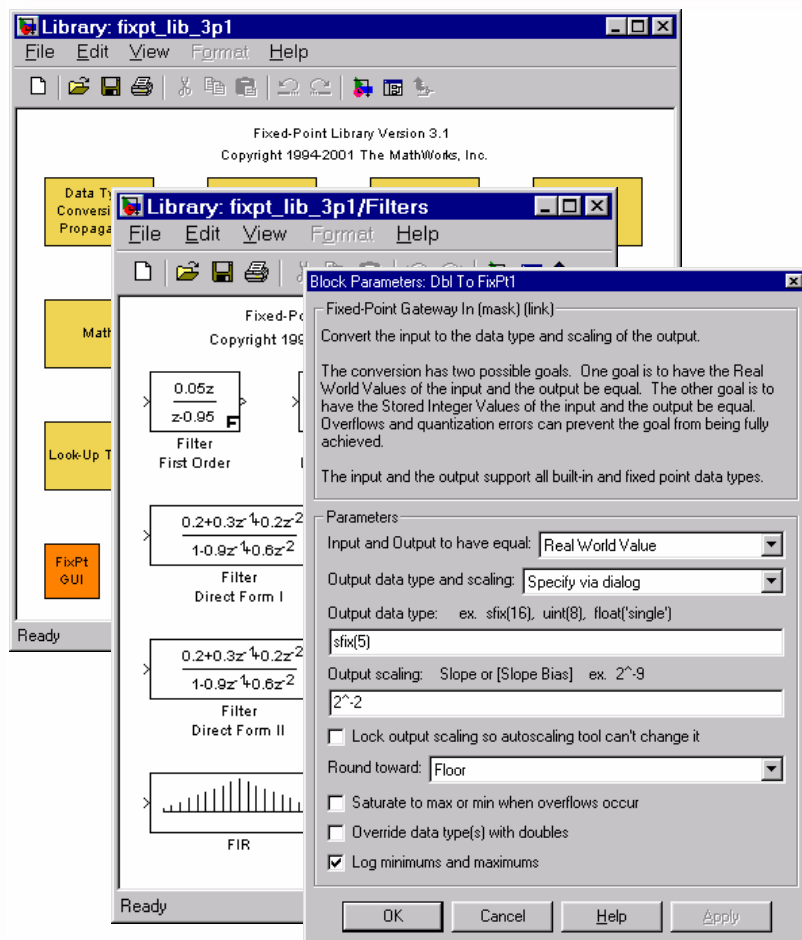 Library: fixpt_lib_3p1
File Edit View Format Help
Fixed-Point Library Version 3.1
Copyright 1994-2001 The MathWorks, Inc.
Data Ty
Conversi
Propaga
Math
Look-Up T
FixPt
GUI
Ready
Library: fixpt_lib_3p1/Filters
File Edit View Format Help
Fixed-Po
Copyright 199
0.05z
z-0.95
F
Filter
First Order
0.2+0.3z^-1+0.2z^-2
1-0.9z^-1+0.6z^-2
Filter
Direct Form I
0.2+0.3z^-1+0.2z^-2
1-0.9z^-1+0.6z^-2
Filter
Direct Form II
FIR
Ready
Block Parameters: Dbl To FixPt1
Fixed-Point Gateway In (mask) (link)
Convert the input to the data type and scaling of the output.
The conversion has two possible goals. One goal is to have the Real
World Values of the input and the output be equal. The other goal is to
have the Stored Integer Values of the input and the output be equal.
Overflows and quantization errors can prevent the goal from being fully
achieved.
The input and the output support all built-in and fixed point data types.
Parameters
Input and Output to have equal: Real World Value
Output data type and scaling: Specify via dialog
Output data type: ex. sfix(16), uint(8), float('single')
sfix(5)
Output scaling: Slope or [Slope Bias] ex. 2^-9
2^-2
Lock output scaling so autoscaling tool can't change it
Round toward: Floor
Saturate to max or min when overflows occur
Override data type(s) with doubles
Log minimums and maximums
OK Cancel Help Apply